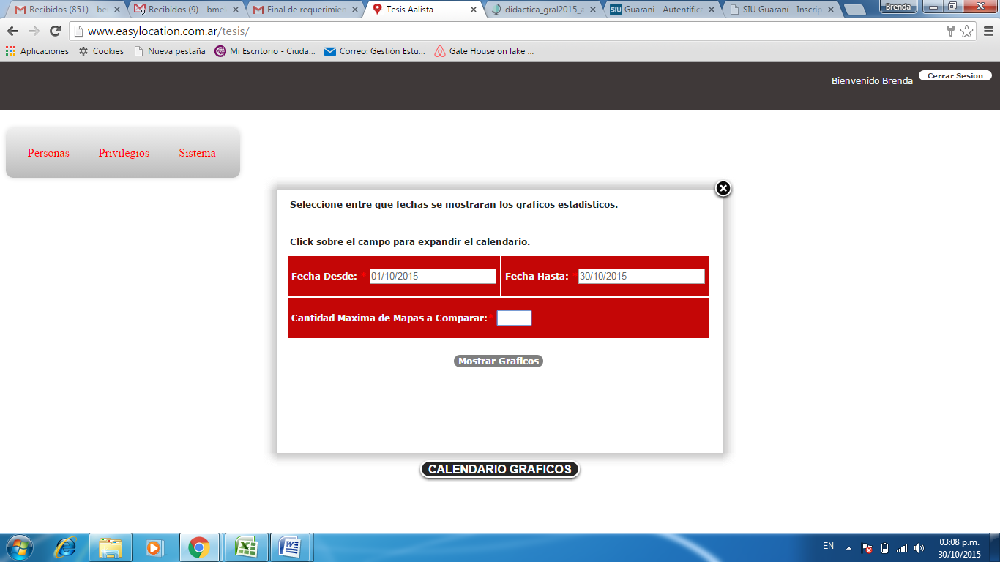 Recibidos (851) - be
Recibidos (9) - bmel
Final de requerimien
Tesis Aalista
didactica_gral2015_a
SIU Guarani - Autentifica
SIU Guaraní - Inscrip
Brenda
www.easylocation.com.ar/tesis/
Aplicaciones
Cookies
Nueva pestaña
Mi Escritorio - Ciuda...
Correo: Gestión Estu...
Gate House on lake ...
Bienvenido Brenda
Cerrar Sesion
Personas
Privilegios
Sistema
Seleccione entre que fechas se mostraran los graficos estadisticos.
Click sobre el campo para expandir el calendario.
Fecha Desde: * 01/10/2015
Fecha Hasta: * 30/10/2015
Cantidad Maxima de Mapas a Comparar: *
Mostrar Graficos
CALENDARIO GRAFICOS
EN
03:08 p.m.
30/10/2015